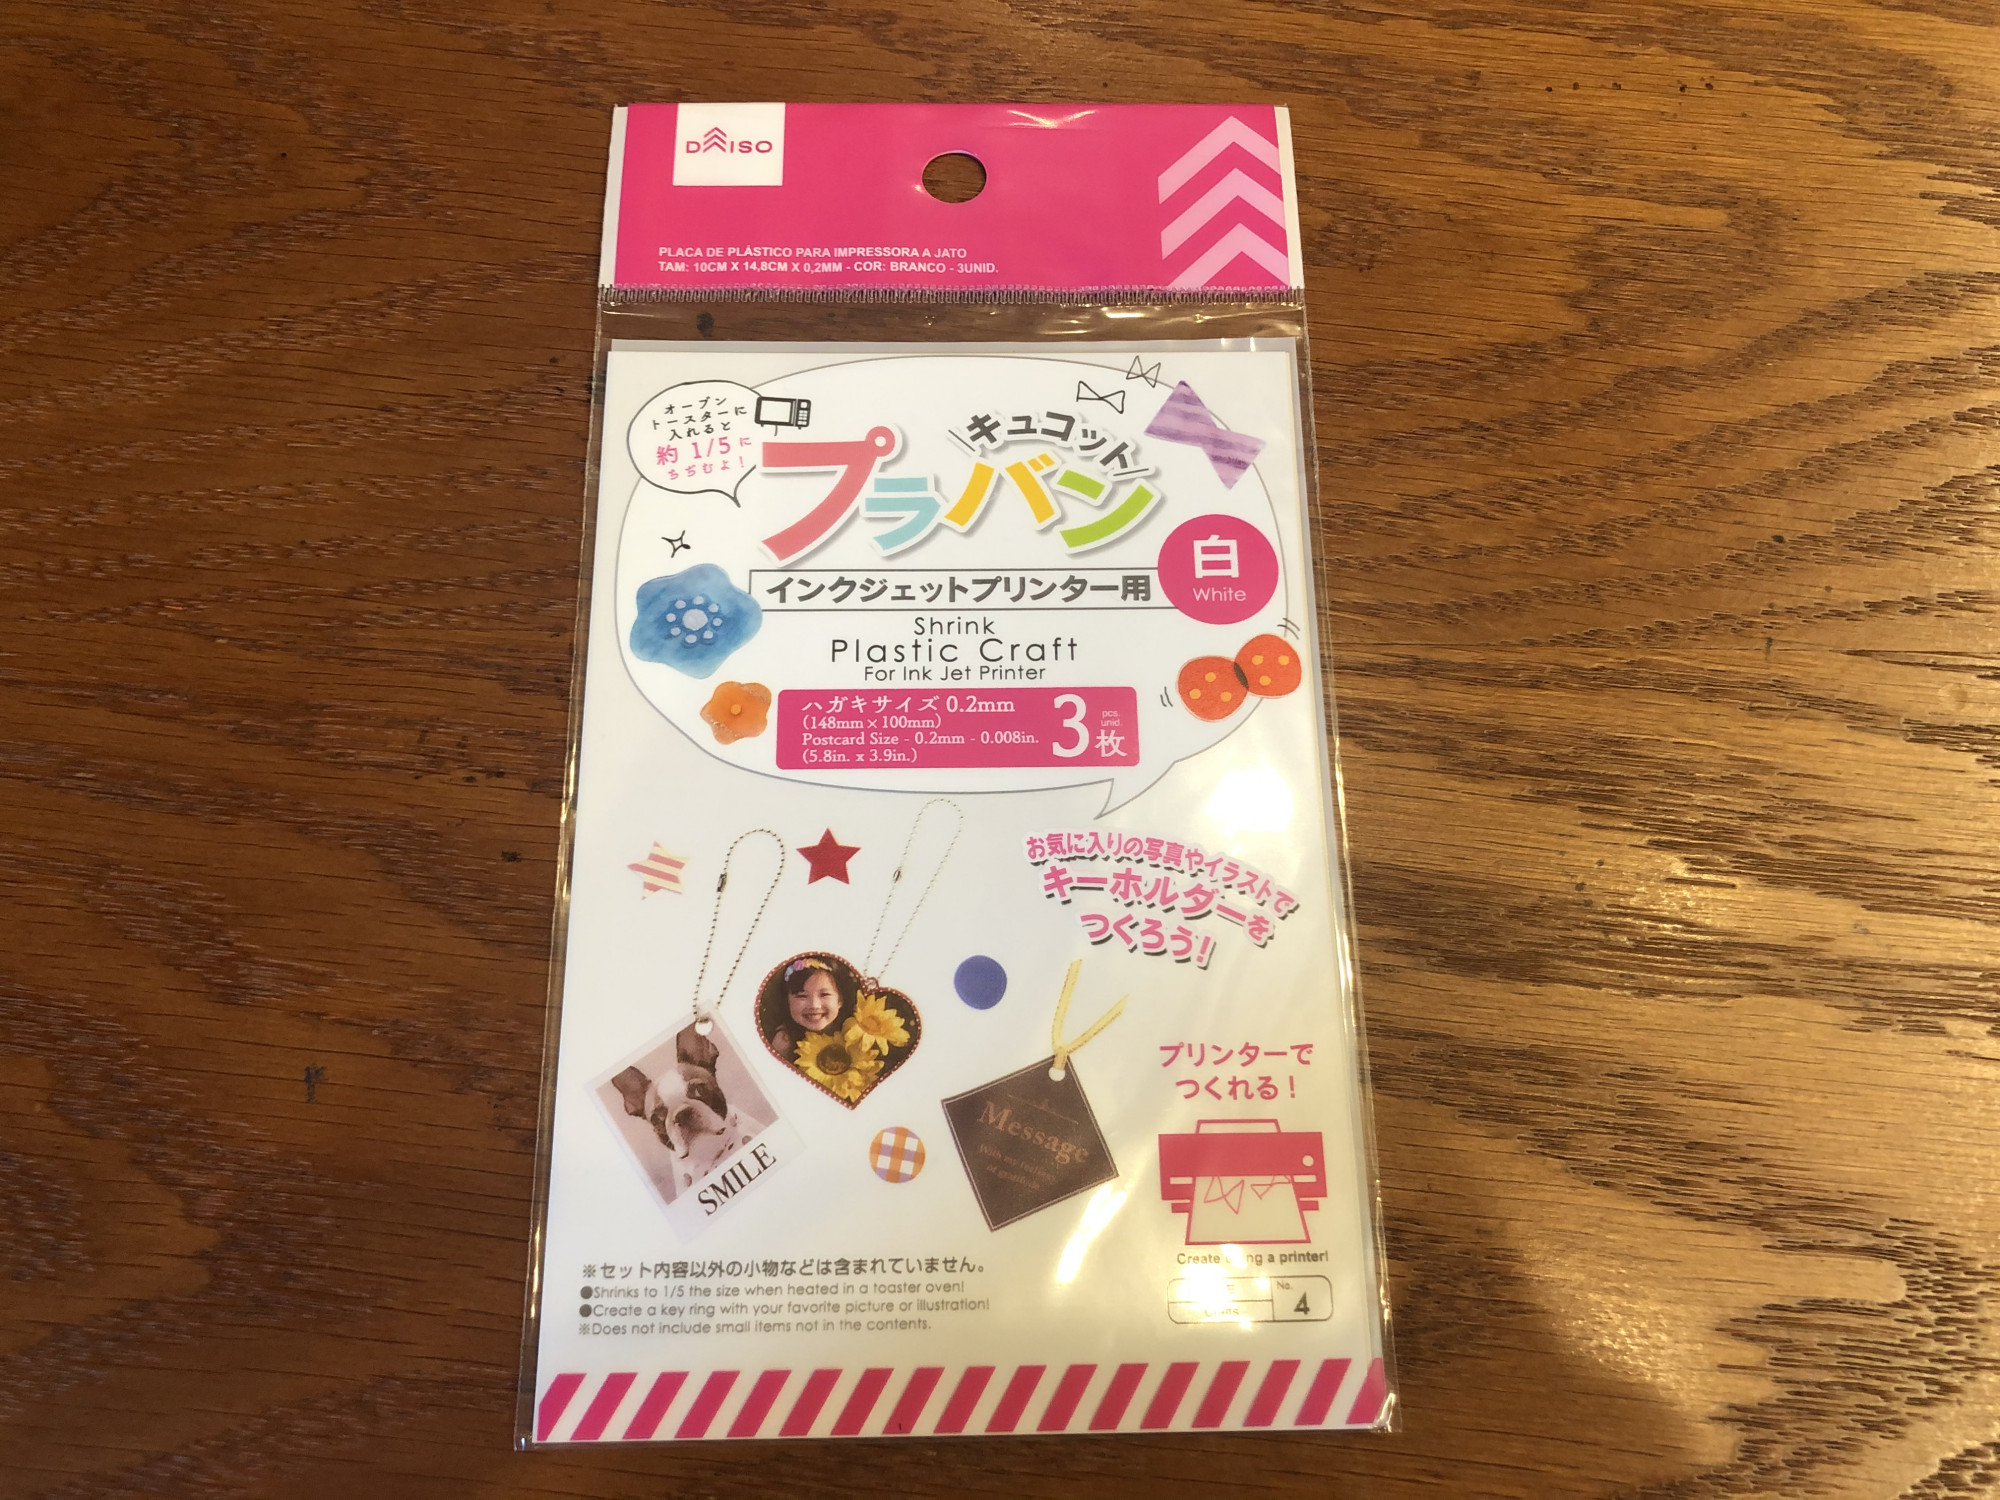 DAISO
PLACA DE PLÁSTICO PARA IMPRESSORA A JATO
TAM: 10CM X 14,8CM X 0,2MM - COR: BRANCO - 3UNID.
オーブン
トースターに
入れると
約 1/5 に
ちぢむよ！
キュコット
プラバン
インクジェットプリンター用
白
White
Shrink
Plastic Craft
For Ink Jet Printer
ハガキサイズ 0.2mm
(148mm×100mm)
Postcard Size - 0.2mm - 0.008in.
(5.8in. x 3.9in.)
3枚
pcs.
unid.
お気に入りの写真やイラストで
キーホルダーを
つくろう！
SMILE
Message
プリンターで
つくれる！
Create a printer!
No.
4
※セット内容以外の小物などは含まれていません。
●Shrinks to 1/5 the size when heated in a toaster oven!
●Create a key ring with your favorite picture or illustration!
※Does not include small items not in the contents.